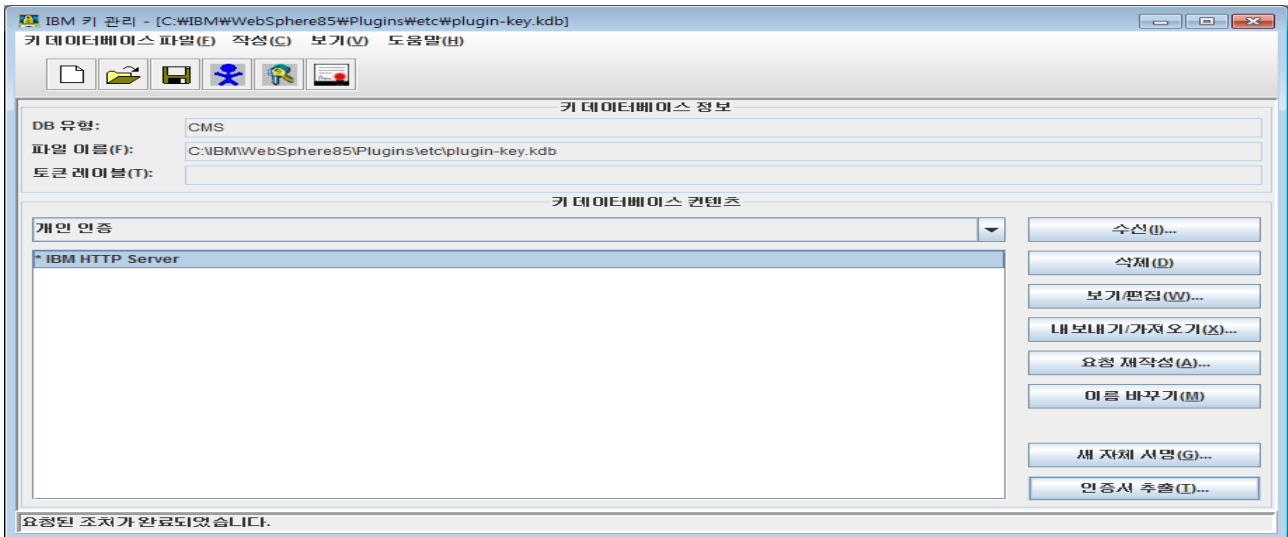 IBM 키 관리 - [C:₩IBM₩WebSphere85₩Plugins₩etc₩plugin-key.kdb]
키 데이터베이스 파일(F) 작성(C) 보기(V) 도움말(H)
키 데이터베이스 정보
DB 유형: CMS
파일 이름(F): C:\IBM\WebSphere85\Plugins\etc\plugin-key.kdb
토큰 레이블(T):
키 데이터베이스 컨텐츠
개인 인증
수신(I)...
* IBM HTTP Server
삭제(D)
보기/편집(W)...
내보내기/가져오기(X)...
요청 재작성(A)...
이름 바꾸기(M)
새 자체 서명(G)...
인증서 추출(T)...
요청된 조치가 완료되었습니다.